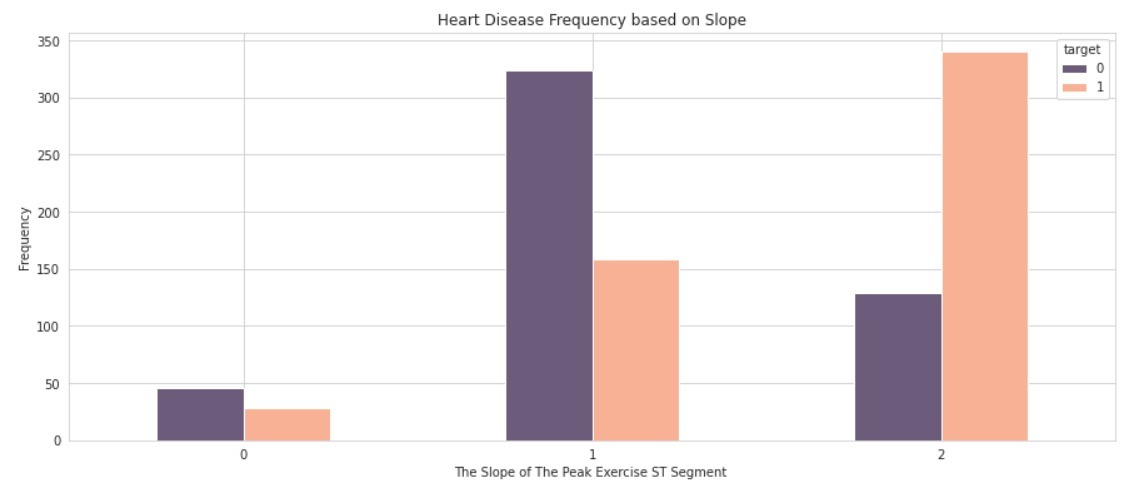 Heart Disease Frequency based on Slope
350
300
250
200
150
100
50
0
Frequency
target
0
1
0 1 2
The Slope of The Peak Exercise ST Segment